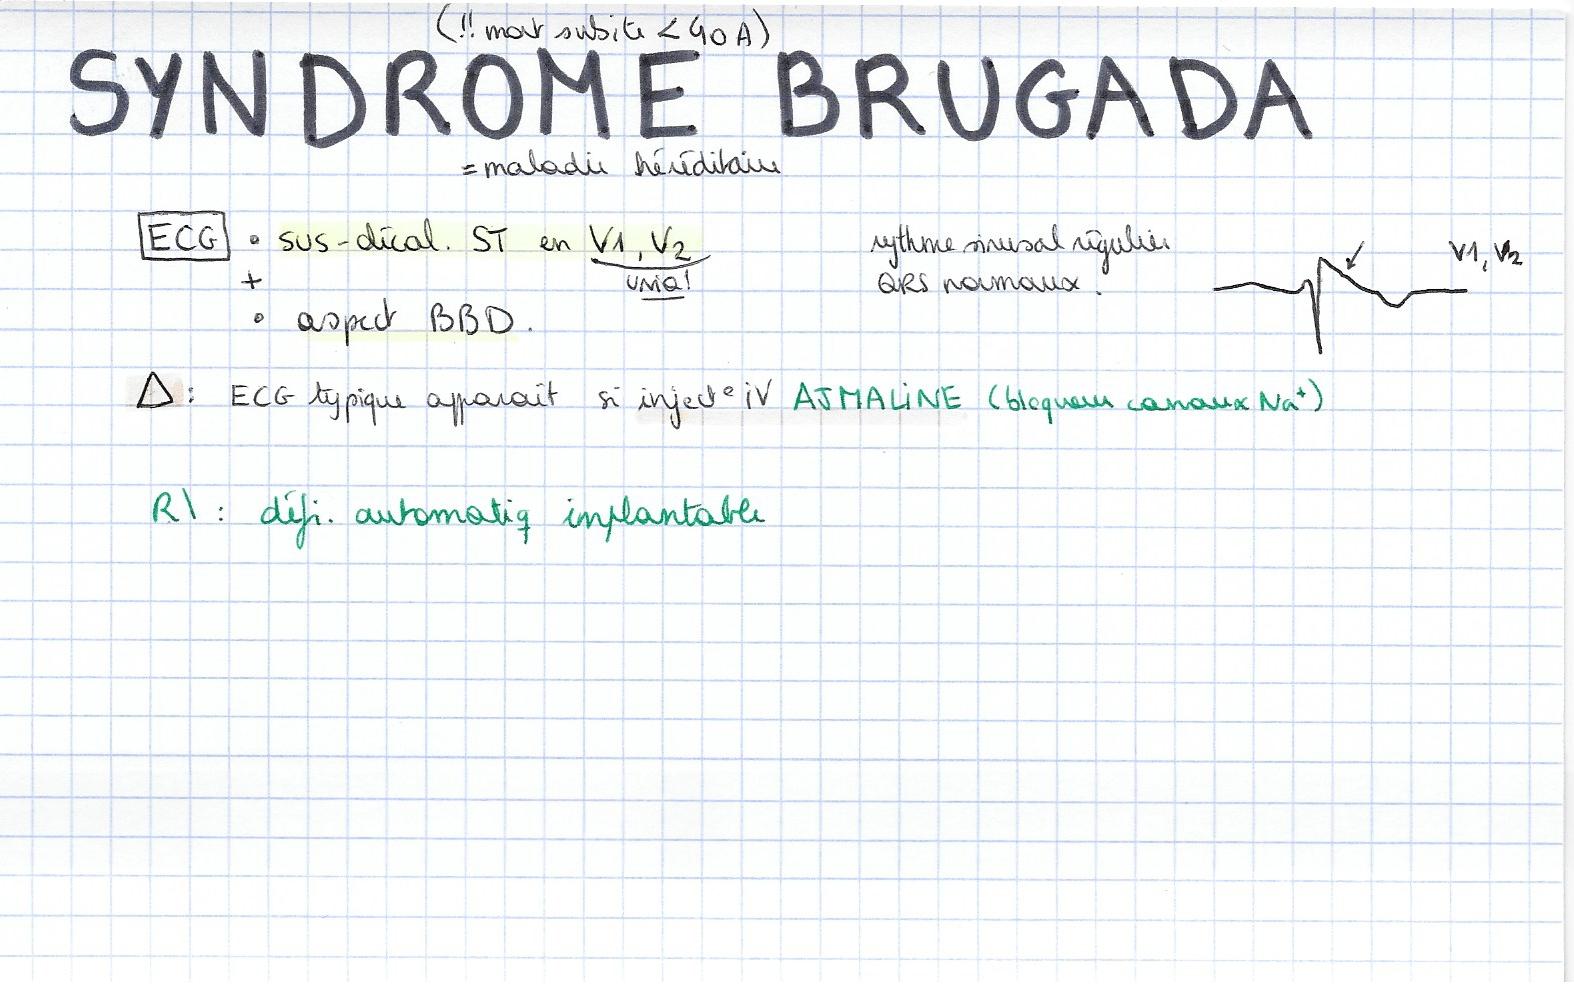 (!! mort subite < 40 A)
SYNDROME BRUGADA
= maladie héréditaire
ECG • sus-décal. ST en V1, V2 rythme sinusal régulier V1, V2
+ QRS normaux.
• aspect BBD.
Δ : ECG typique apparait si inject° iV AJMALiNE (bloqueur canaux Na⁺)
R\ : défi. automatiq implantable